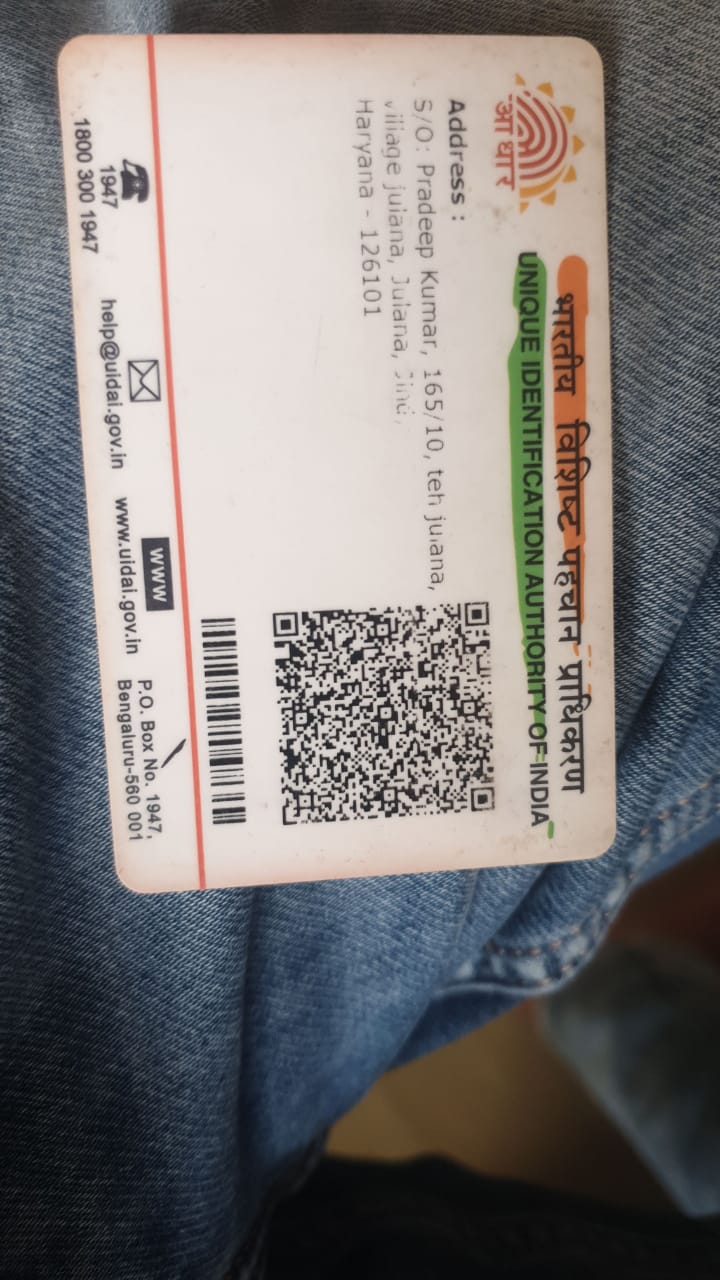 आधार
भारतीय विशिष्ट पहचान प्राधिकरण
UNIQUE IDENTIFICATION AUTHORITY OF INDIA
Address :
S/O: Pradeep Kumar, 165/10, teh julana,
village julana, Julana, Jind,
Haryana - 126101
1947
1800 300 1947
help@uidai.gov.in
www
www.uidai.gov.in
P.O. Box No. 1947,
Bengaluru-560 001